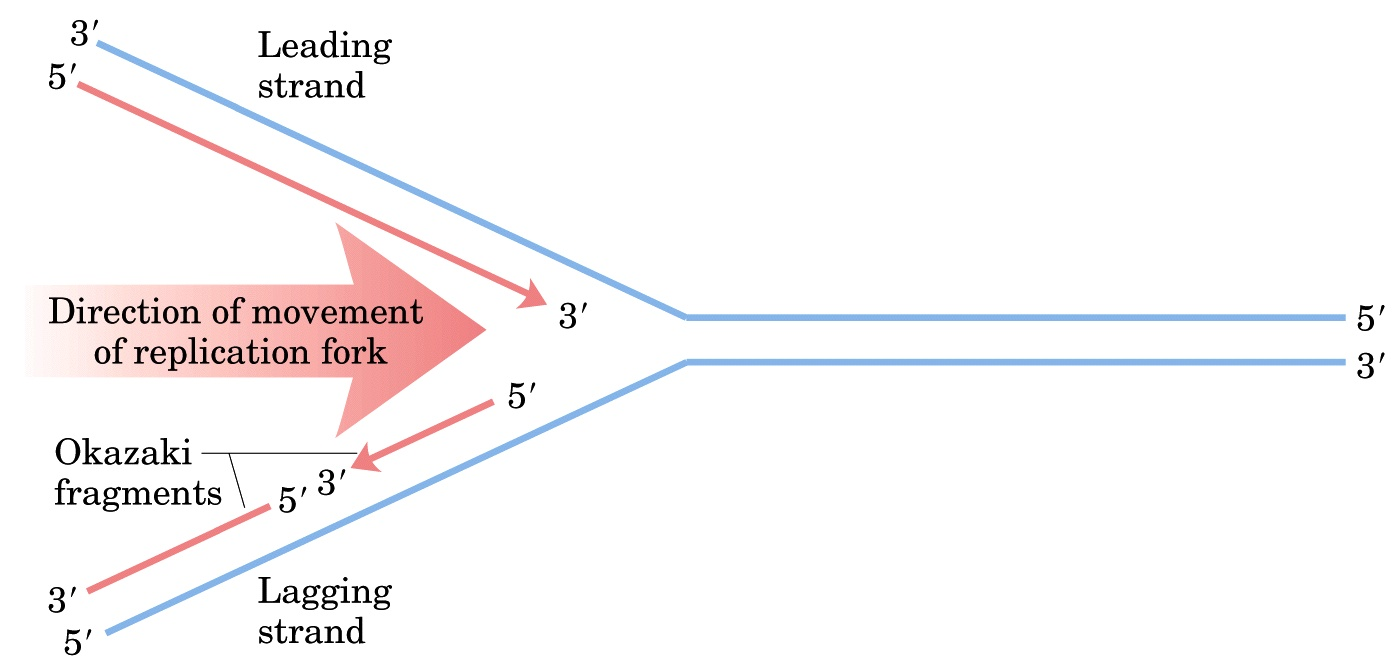 3′
Leading
strand
5′
3′
5′
Direction of movement
of replication fork
3′
5′
Okazaki
fragments
3′
5′
3′
Lagging
strand
5′